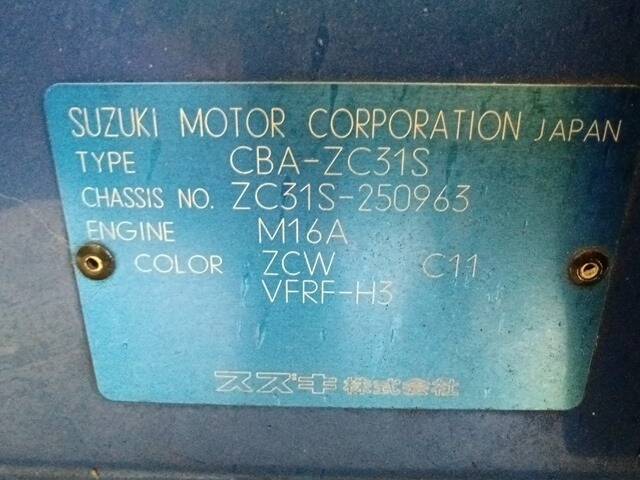 SUZUKI MOTOR CORPORATION JAPAN
TYPE CBA-ZC31S
CHASSIS NO. ZC31S-250963
ENGINE M16A
COLOR ZCW C11
VFRF-H3
スズキ株式会社